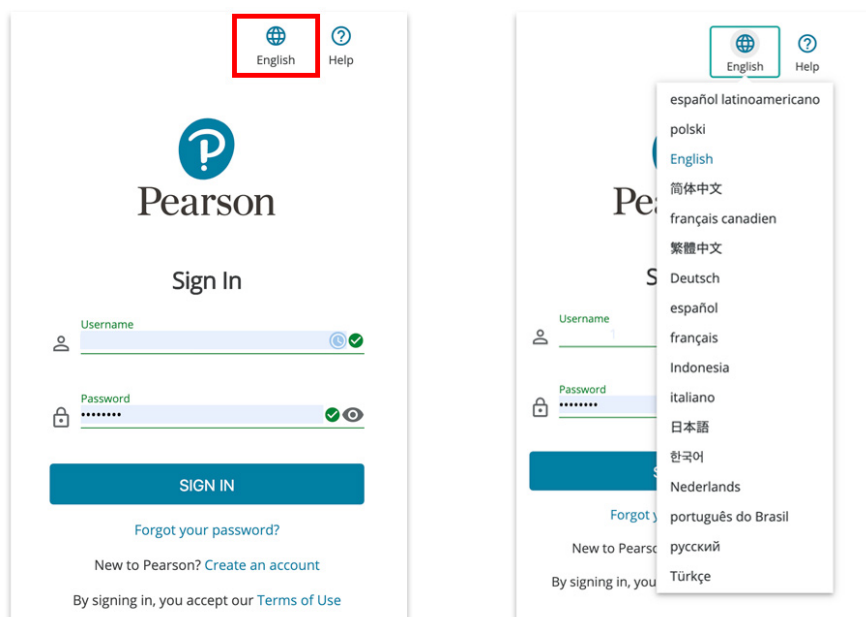 English
Help
Pearson
Sign In
Username
Password
SIGN IN
Forgot your password?
New to Pearson? Create an account
By signing in, you accept our Terms of Use
English
Help
español latinoamericano
polski
English
简体中文
français canadien
繁體中文
Deutsch
español
français
Indonesia
italiano
日本語
한국어
Nederlands
português do Brasil
русский
Türkçe
Pe
S
Username
Password
Forgot y
New to Pearso
By signing in, you